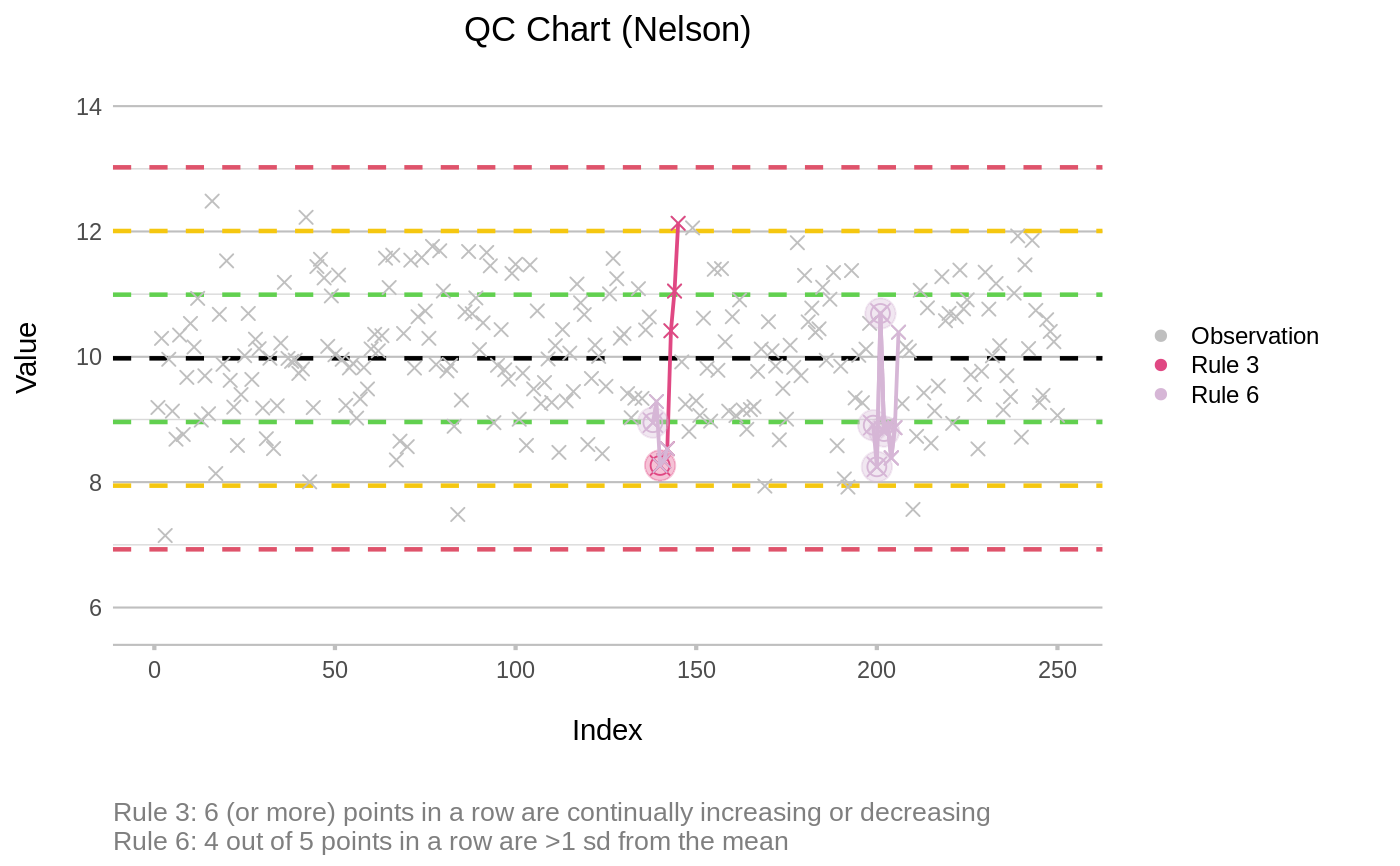 QC Chart (Nelson)
14
12
10
8
6
Value
0 50 100 150 200 250
Index
Observation
Rule 3
Rule 6
Rule 3: 6 (or more) points in a row are continually increasing or decreasing
Rule 6: 4 out of 5 points in a row are >1 sd from the mean